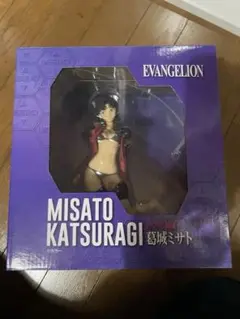 EVANGELION
MISATO
KATSURAGI
葛城ミサト